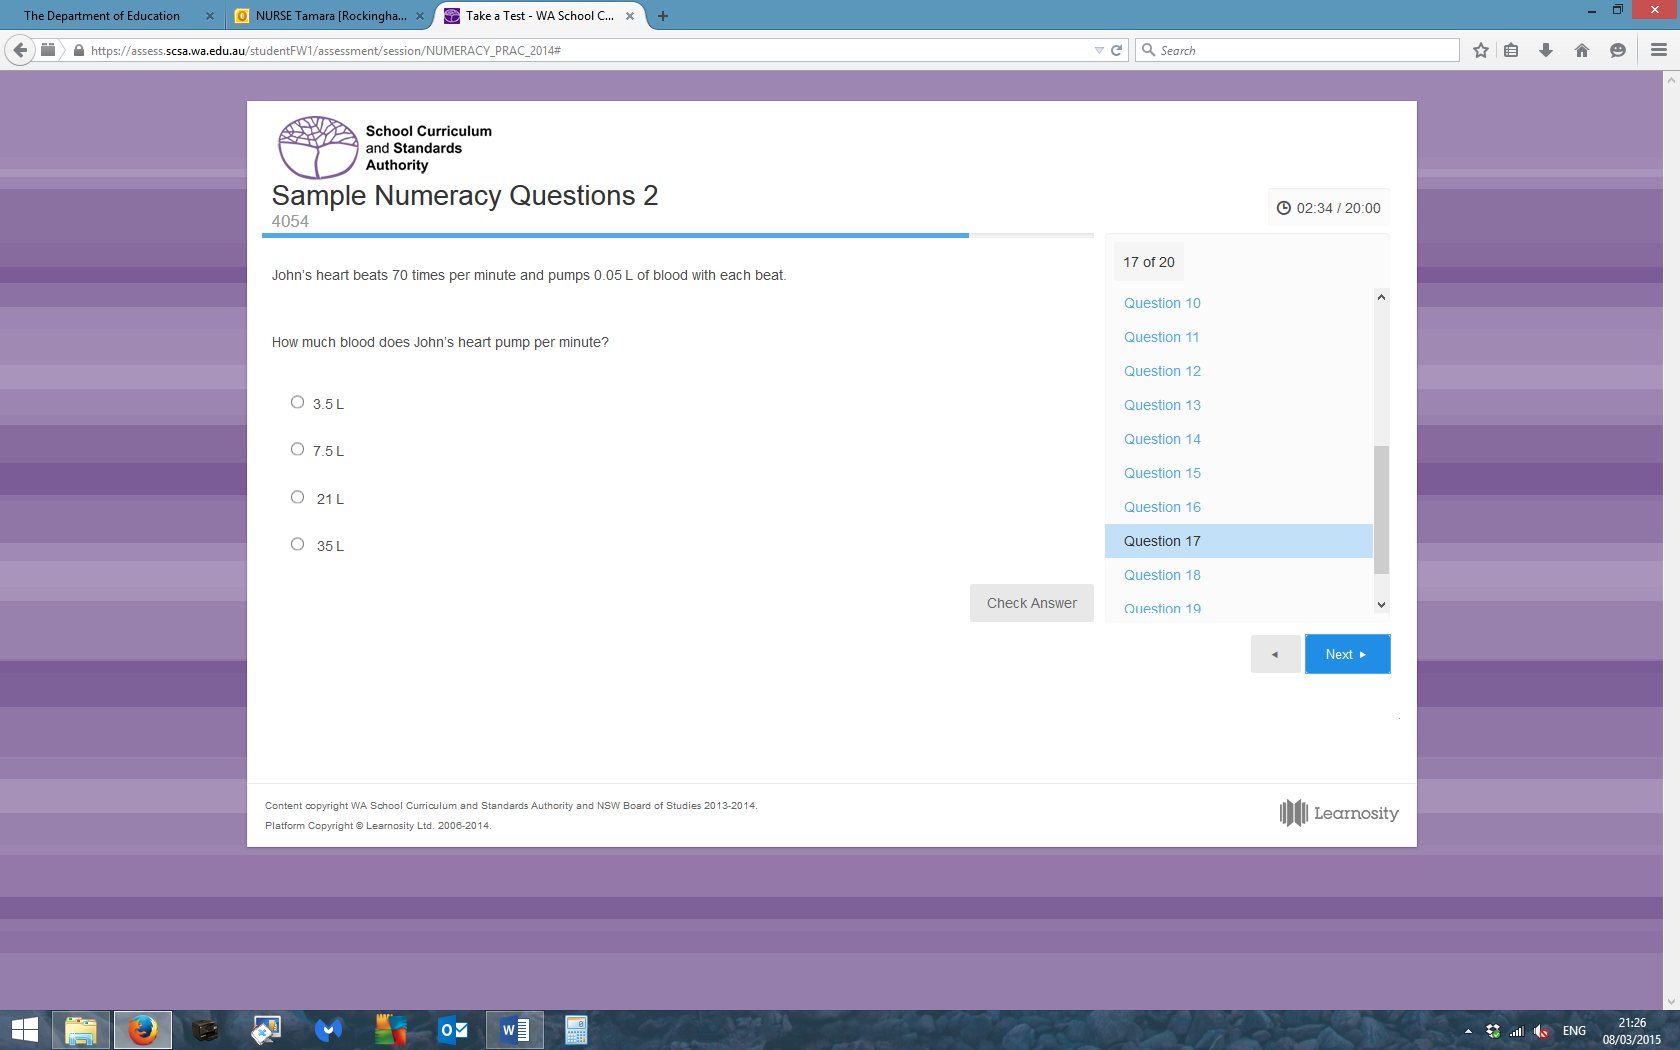 The Department of Education
NURSE Tamara [Rockingha...
Take a Test - WA School C...
https://assess.scsa.wa.edu.au/studentFW1/assessment/session/NUMERACY_PRAC_2014#
Search
School Curriculum
and Standards
Authority
Sample Numeracy Questions 2
4054
02:34 / 20:00
John's heart beats 70 times per minute and pumps 0.05 L of blood with each beat.
How much blood does John's heart pump per minute?
3.5 L
7.5 L
21 L
35 L
Check Answer
17 of 20
Question 10
Question 11
Question 12
Question 13
Question 14
Question 15
Question 16
Question 17
Question 18
Question 19
Next
Content copyright WA School Curriculum and Standards Authority and NSW Board of Studies 2013-2014.
Platform Copyright © Learnosity Ltd. 2006-2014.
Learnosity
ENG
21:26
08/03/2015